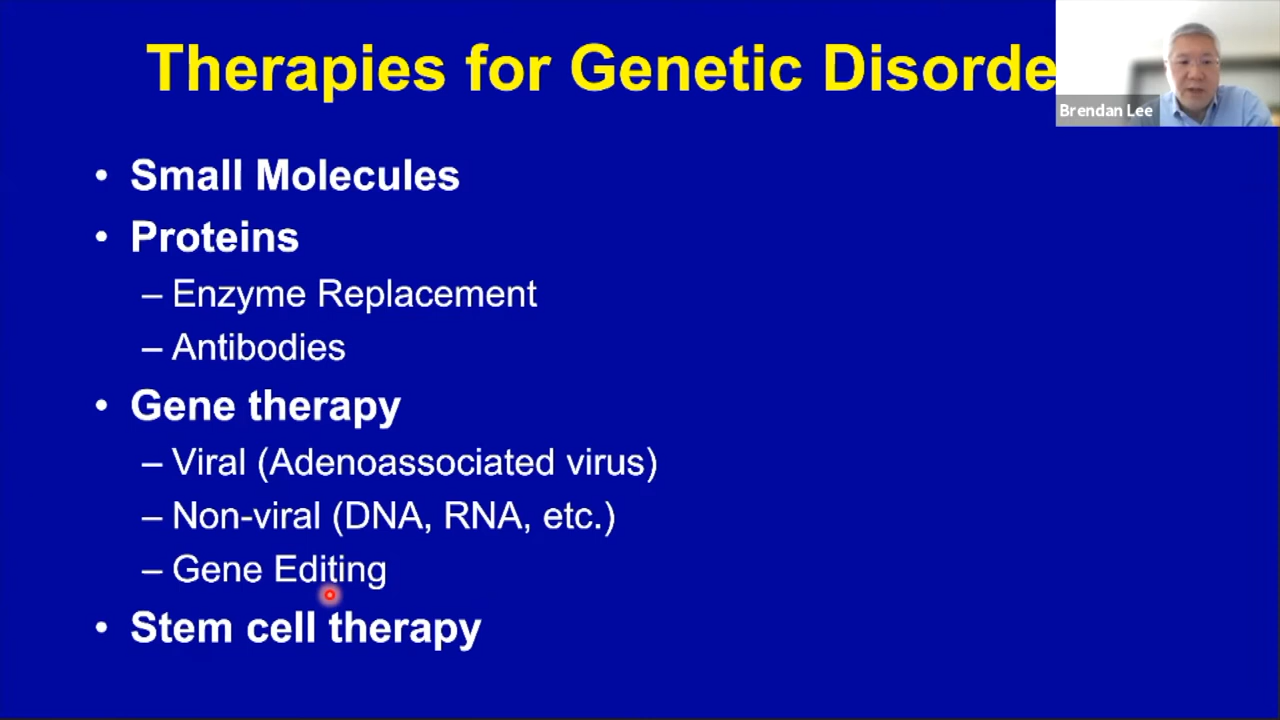 Therapies for Genetic Disorde
Brendan Lee
• Small Molecules
• Proteins
– Enzyme Replacement
– Antibodies
• Gene therapy
– Viral (Adenoassociated virus)
– Non-viral (DNA, RNA, etc.)
– Gene Editing
• Stem cell therapy